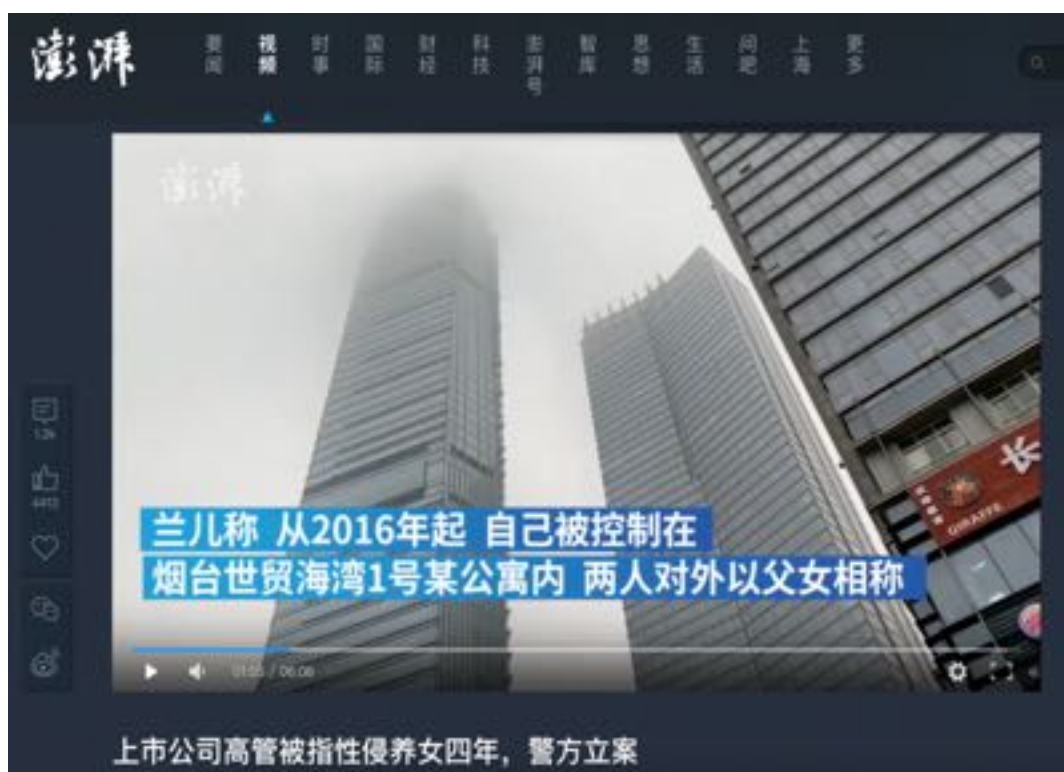 澎湃
要闻
视频
时事
国际
财经
科技
澎湃号
智库
思想
生活
问吧
上海
更多
澎湃
长
GIRAFFE
兰儿称 从2016年起 自己被控制在
烟台世贸海湾1号某公寓内 两人对外以父女相称
上市公司高管被指性侵养女四年，警方立案